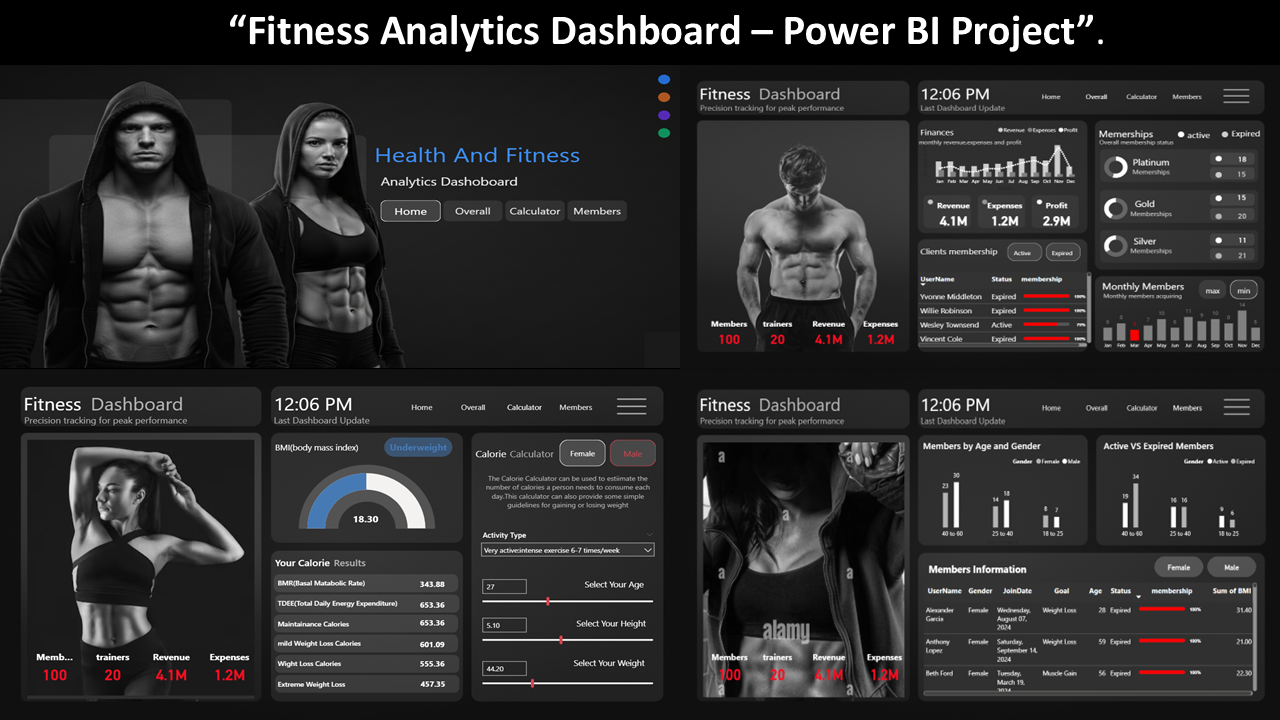 “Fitness Analytics Dashboard – Power BI Project”.
Health And Fitness
Analytics Dashoboard
Home
Overall
Calculator
Members
Fitness Dashboard
Precision tracking for peak performance
Members trainers Revenue Expenses
100 20 4.1M 1.2M
12:06 PM
Last Dashboard Update
Home Overall Calculator Members
Finances
Revenue Expenses Profit
monthly revenue,expenses and profit
Jan Feb Mar Apr May Jun Jul Aug Sep Oct Nov Dec
Revenue Expenses Profit
4.1M 1.2M 2.9M
Clients membership
Active Expired
UserName Status membership
Yvonne Middleton Expired 100%
Willie Robinson Expired 100%
Wesley Townsend Active
Vincent Cole Expired 100%
Memerships
active Expired
Overall membership status
Platinum
Memerships
18
15
Gold
Memerships
15
20
Silver
Memerships
11
21
Monthly Members
Monthly members acquiring
max min
14
Jan Feb Mar Apr May Jun Jul Aug Sep Oct Nov Dec
Fitness Dashboard
Precision tracking for peak performance
Memb... trainers Revenue Expenses
100 20 4.1M 1.2M
12:06 PM
Last Dashboard Update
Home Overall Calculator Members
BMI(body mass index)
Underweight
18.30
Your Calorie Results
BMR(Basal Matabolic Rate) 343.88
TDEE(Total Daily Energy Expenditure) 653.36
Maintainance Calories 653.36
mild Weight Loss Calories 601.09
Wight Loss Calories 555.36
Extreme Weight Loss 457.35
Calorie Calculator
Female Male
The Calorie Calculator can be used to estiimate the
number of calories a person needs to consume each
day.This calculator can also provide some simple
guidelines for gaining or losing weight
Activity Type
Very active:intense exercise 6-7 times/week
27 Select Your Age
5.10 Select Your Height
44.20 Select Your Weight
Fitness Dashboard
Precision tracking for peak performance
a
a
a
a
alamy
Members trainers Revenue Expenses
100 20 4.1M 1.2M
a
a
12:06 PM
Last Dashboard Update
Home Overall Calculator Members
Members by Age and Gender
Gender Female Male
23 30 14 18 8 7
40 to 60 25 to 40 18 to 25
Active VS Expired Members
Gender Active Expired
19 34 16 16 9 6
40 to 60 25 to 40 18 to 25
Members Information
Female Male
UserName Gender JoinDate Goal Age Status membership Sum of BMI
Alexander Garcia Female Wednesday, August 07, 2024 Weight Loss 28 Expired 100% 31.40
Anthony Lopez Female Saturday, September 14, 2024 Weight Loss 59 Expired 100% 21.00
Beth Ford Female Tuesday, March 19, 2024 Muscle Gain 56 Expired 100% 22.30